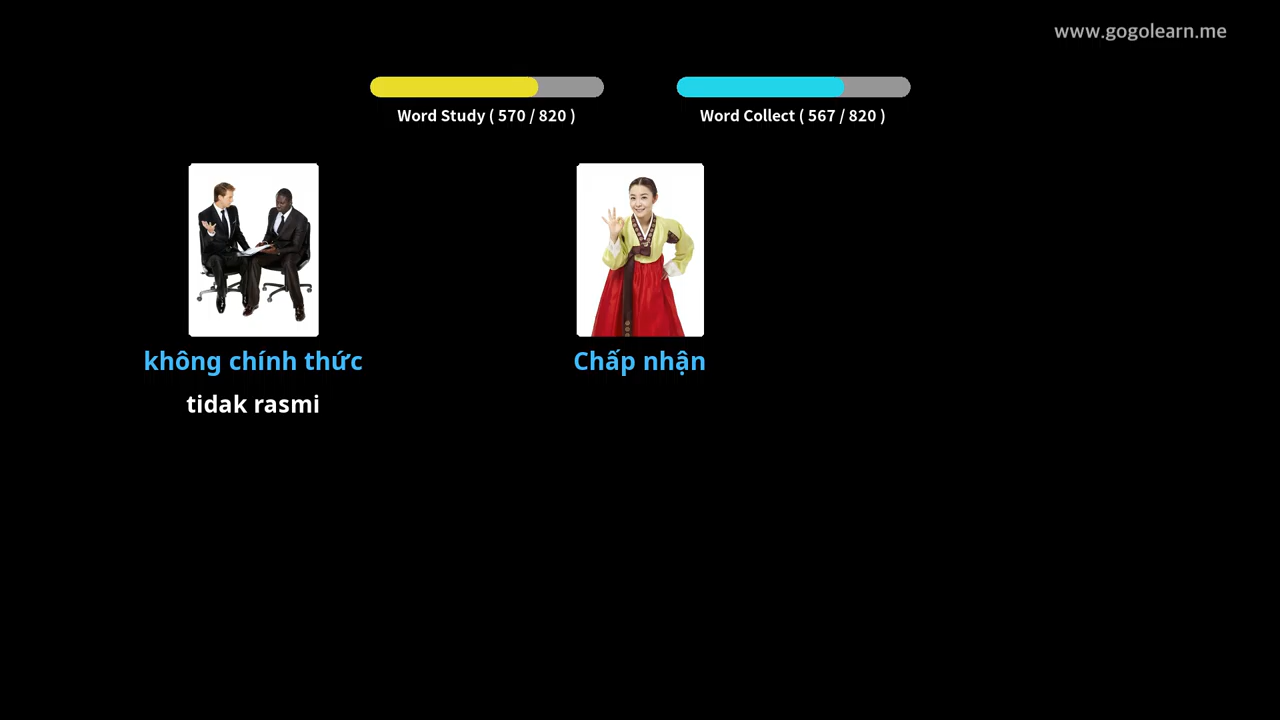 www.gogolearn.me
Word Study ( 570 / 820 )
Word Collect ( 567 / 820 )
không chính thức
Chấp nhận
tidak rasmi